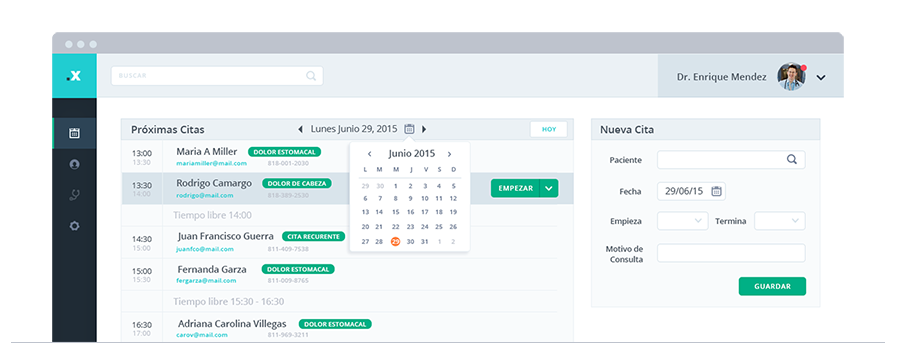 .X
BUSCAR
Dr. Enrique Mendez
Próximas Citas
Lunes Junio 29, 2015
HOY
13:00 Maria A Miller DOLOR ESTOMACAL
13:30 mariamiller@mail.com 818-001-2030
13:30 Rodrigo Camargo DOLOR DE CABEZA
14:00 rodrigo@mail.com 818-389-2530
EMPEZAR
Tiempo libre 14:00
14:30 Juan Francisco Guerra CITA RECURENTE
15:00 juanfco@mail.com 811-409-7538
15:00 Fernanda Garza DOLOR ESTOMACAL
15:30 fergarza@mail.com 811-009-8765
Tiempo libre 15:30 - 16:30
16:30 Adriana Carolina Villegas DOLOR ESTOMACAL
17:00 carov@mail.com 811-969-3211
Junio 2015
L M M J V S D
29 30 1 2 3 4 5
6 7 8 9 10 11 12
13 14 15 16 17 18 19
20 21 22 23 24 25 26
27 28 29 30 31 1 2
Nueva Cita
Paciente
Fecha 29/06/15
Empieza Termina
Motivo de
Consulta
GUARDAR